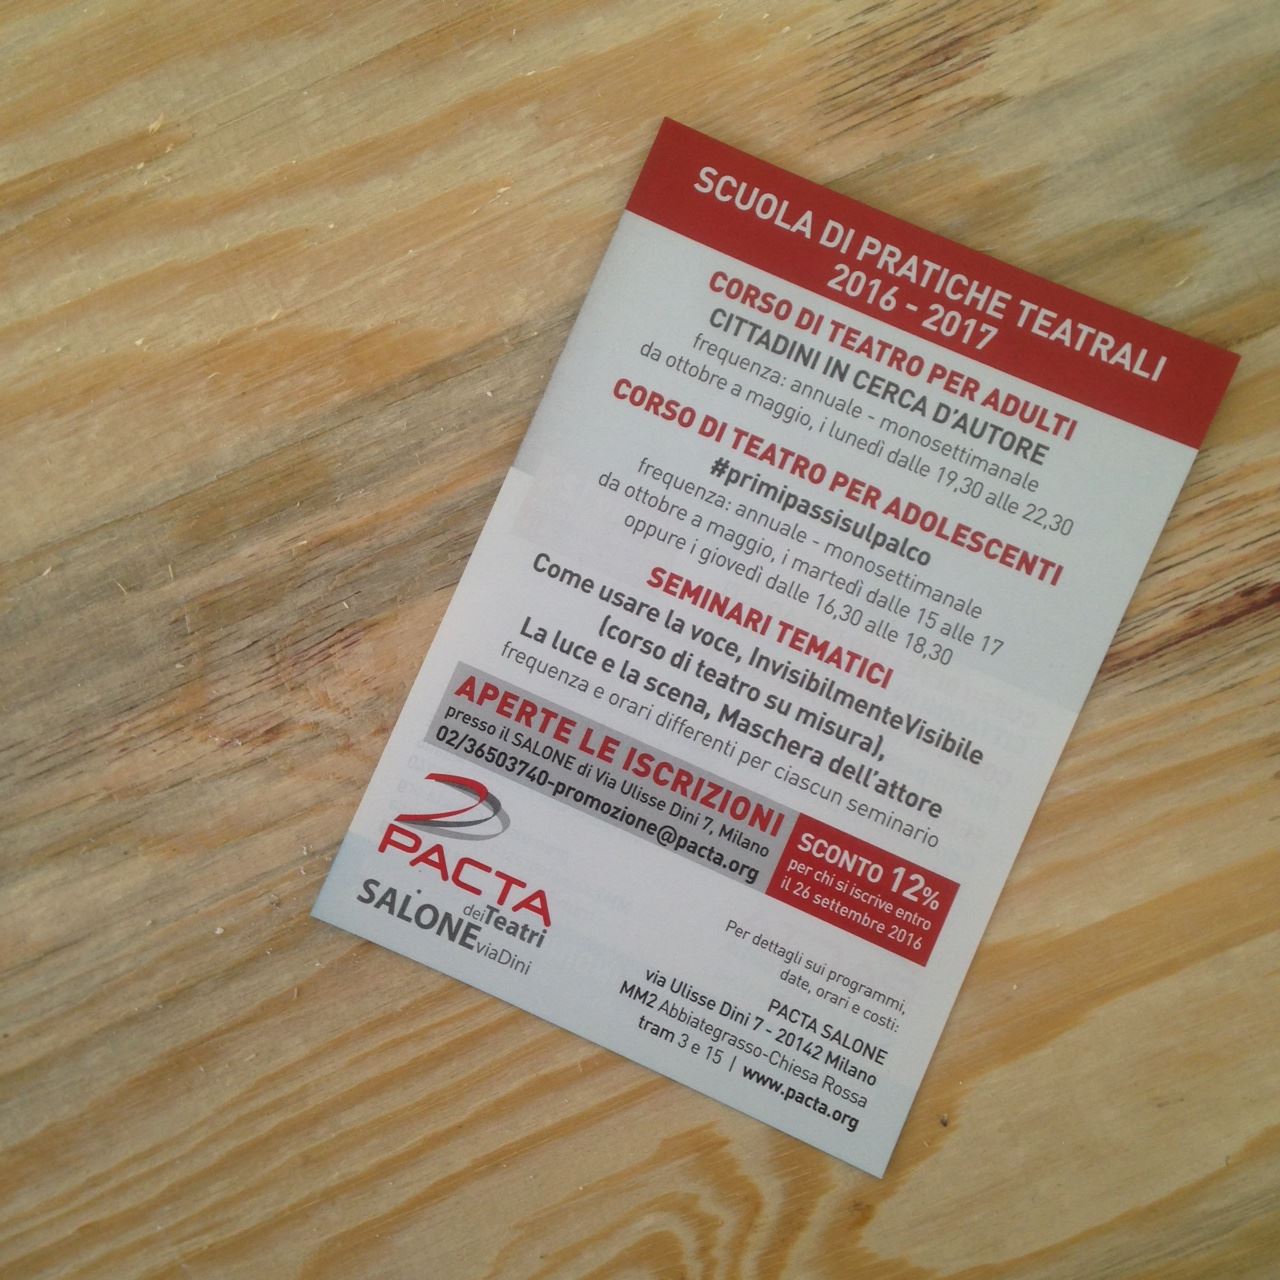 SCUOLA DI PRATICHE TEATRALI
2016 - 2017
CORSO DI TEATRO PER ADULTI
CITTADINI IN CERCA D'AUTORE
frequenza: annuale - monosettimanale
da ottobre a maggio, i lunedì dalle 19,30 alle 22,30
CORSO DI TEATRO PER ADOLESCENTI
#primipassisulpalco
frequenza: annuale - monosettimanale
da ottobre a maggio, i martedì dalle 15 alle 17
oppure i giovedì dalle 16,30 alle 18,30
SEMINARI TEMATICI
Come usare la voce, InvisibilmenteVisibile
(corso di teatro su misura),
La luce e la scena, Maschera dell'attore
frequenza e orari differenti per ciascun seminario
APERTE LE ISCRIZIONI
presso il SALONE di Via Ulisse Dini 7, Milano
02/36503740-promozione@pacta.org
SCONTO 12%
per chi si iscrive entro
il 26 settembre 2016
PACTA
deiTeatri
SALONEviaDini
Per dettagli sui programmi,
date, orari e costi:
PACTA SALONE
via Ulisse Dini 7 - 20142 Milano
MM2 Abbiategrasso-Chiesa Rossa
tram 3 e 15 | www.pacta.org